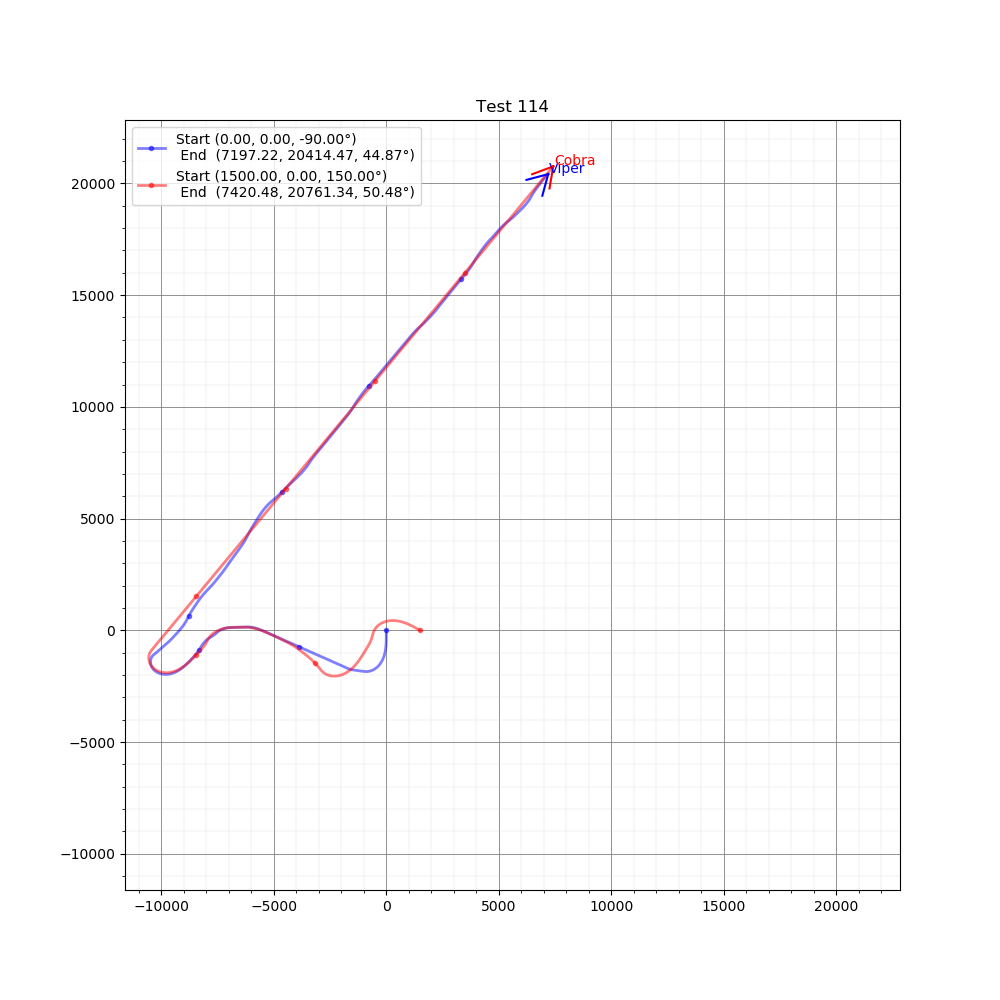 Test 114
Start (0.00, 0.00, -90.00°)
End (7197.22, 20414.47, 44.87°)
Start (1500.00, 0.00, 150.00°)
End (7420.48, 20761.34, 50.48°)
Cobra
Viper
20000
15000
10000
5000
0
−5000
−10000
−10000 −5000 0 5000 10000 15000 20000